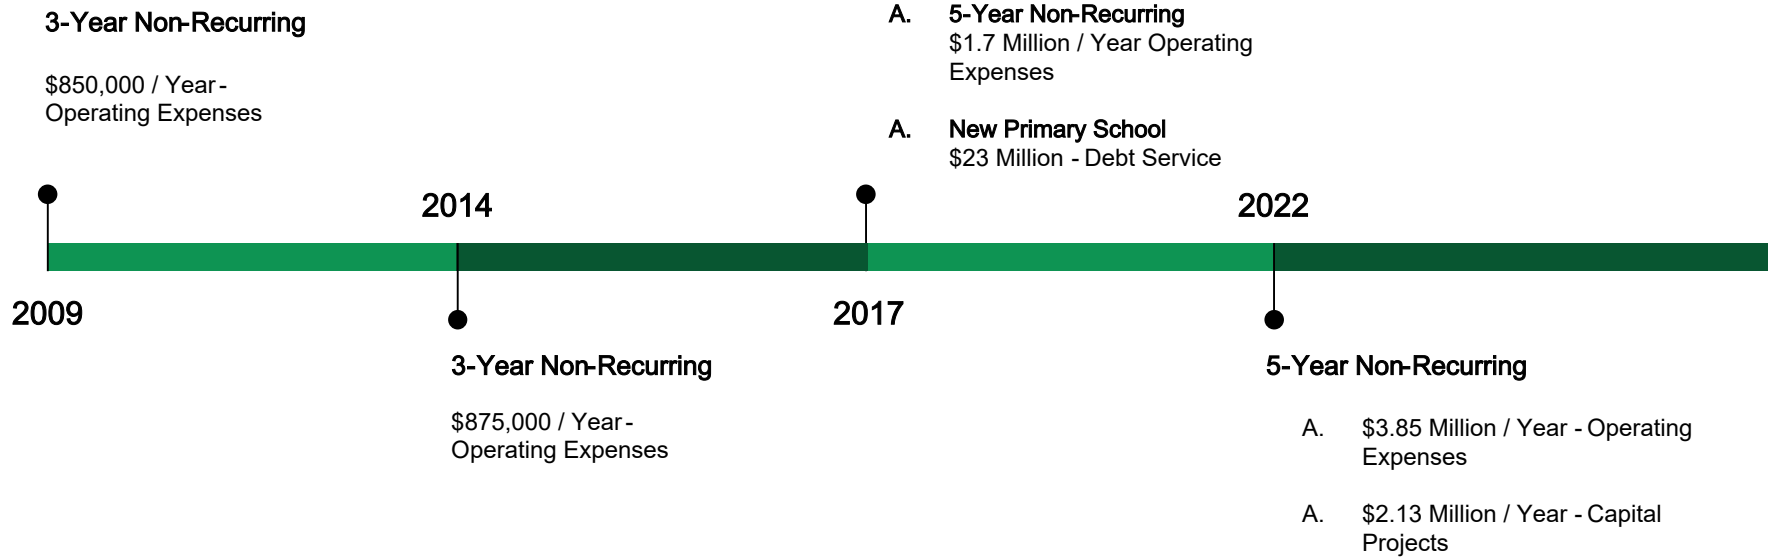 3-Year Non-Recurring
$850,000 / Year -
Operating Expenses
2009
2014
3-Year Non-Recurring
$875,000 / Year -
Operating Expenses
A. 5-Year Non-Recurring
$1.7 Million / Year Operating
Expenses
A. New Primary School
$23 Million - Debt Service
2017
2022
5-Year Non-Recurring
A. $3.85 Million / Year - Operating
Expenses
A. $2.13 Million / Year - Capital
Projects